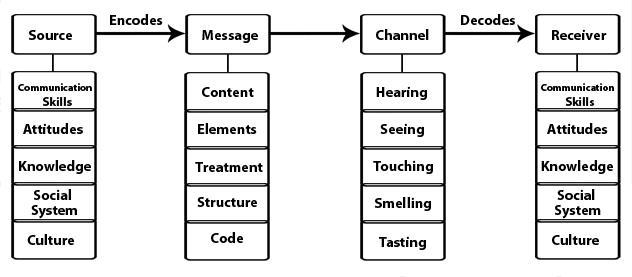 Source
Encodes
Message
Channel
Decodes
Receiver
Communication
Skills
Attitudes
Knowledge
Social
System
Culture
Content
Elements
Treatment
Structure
Code
Hearing
Seeing
Touching
Smelling
Tasting
Communication
Skills
Attitudes
Knowledge
Social
System
Culture